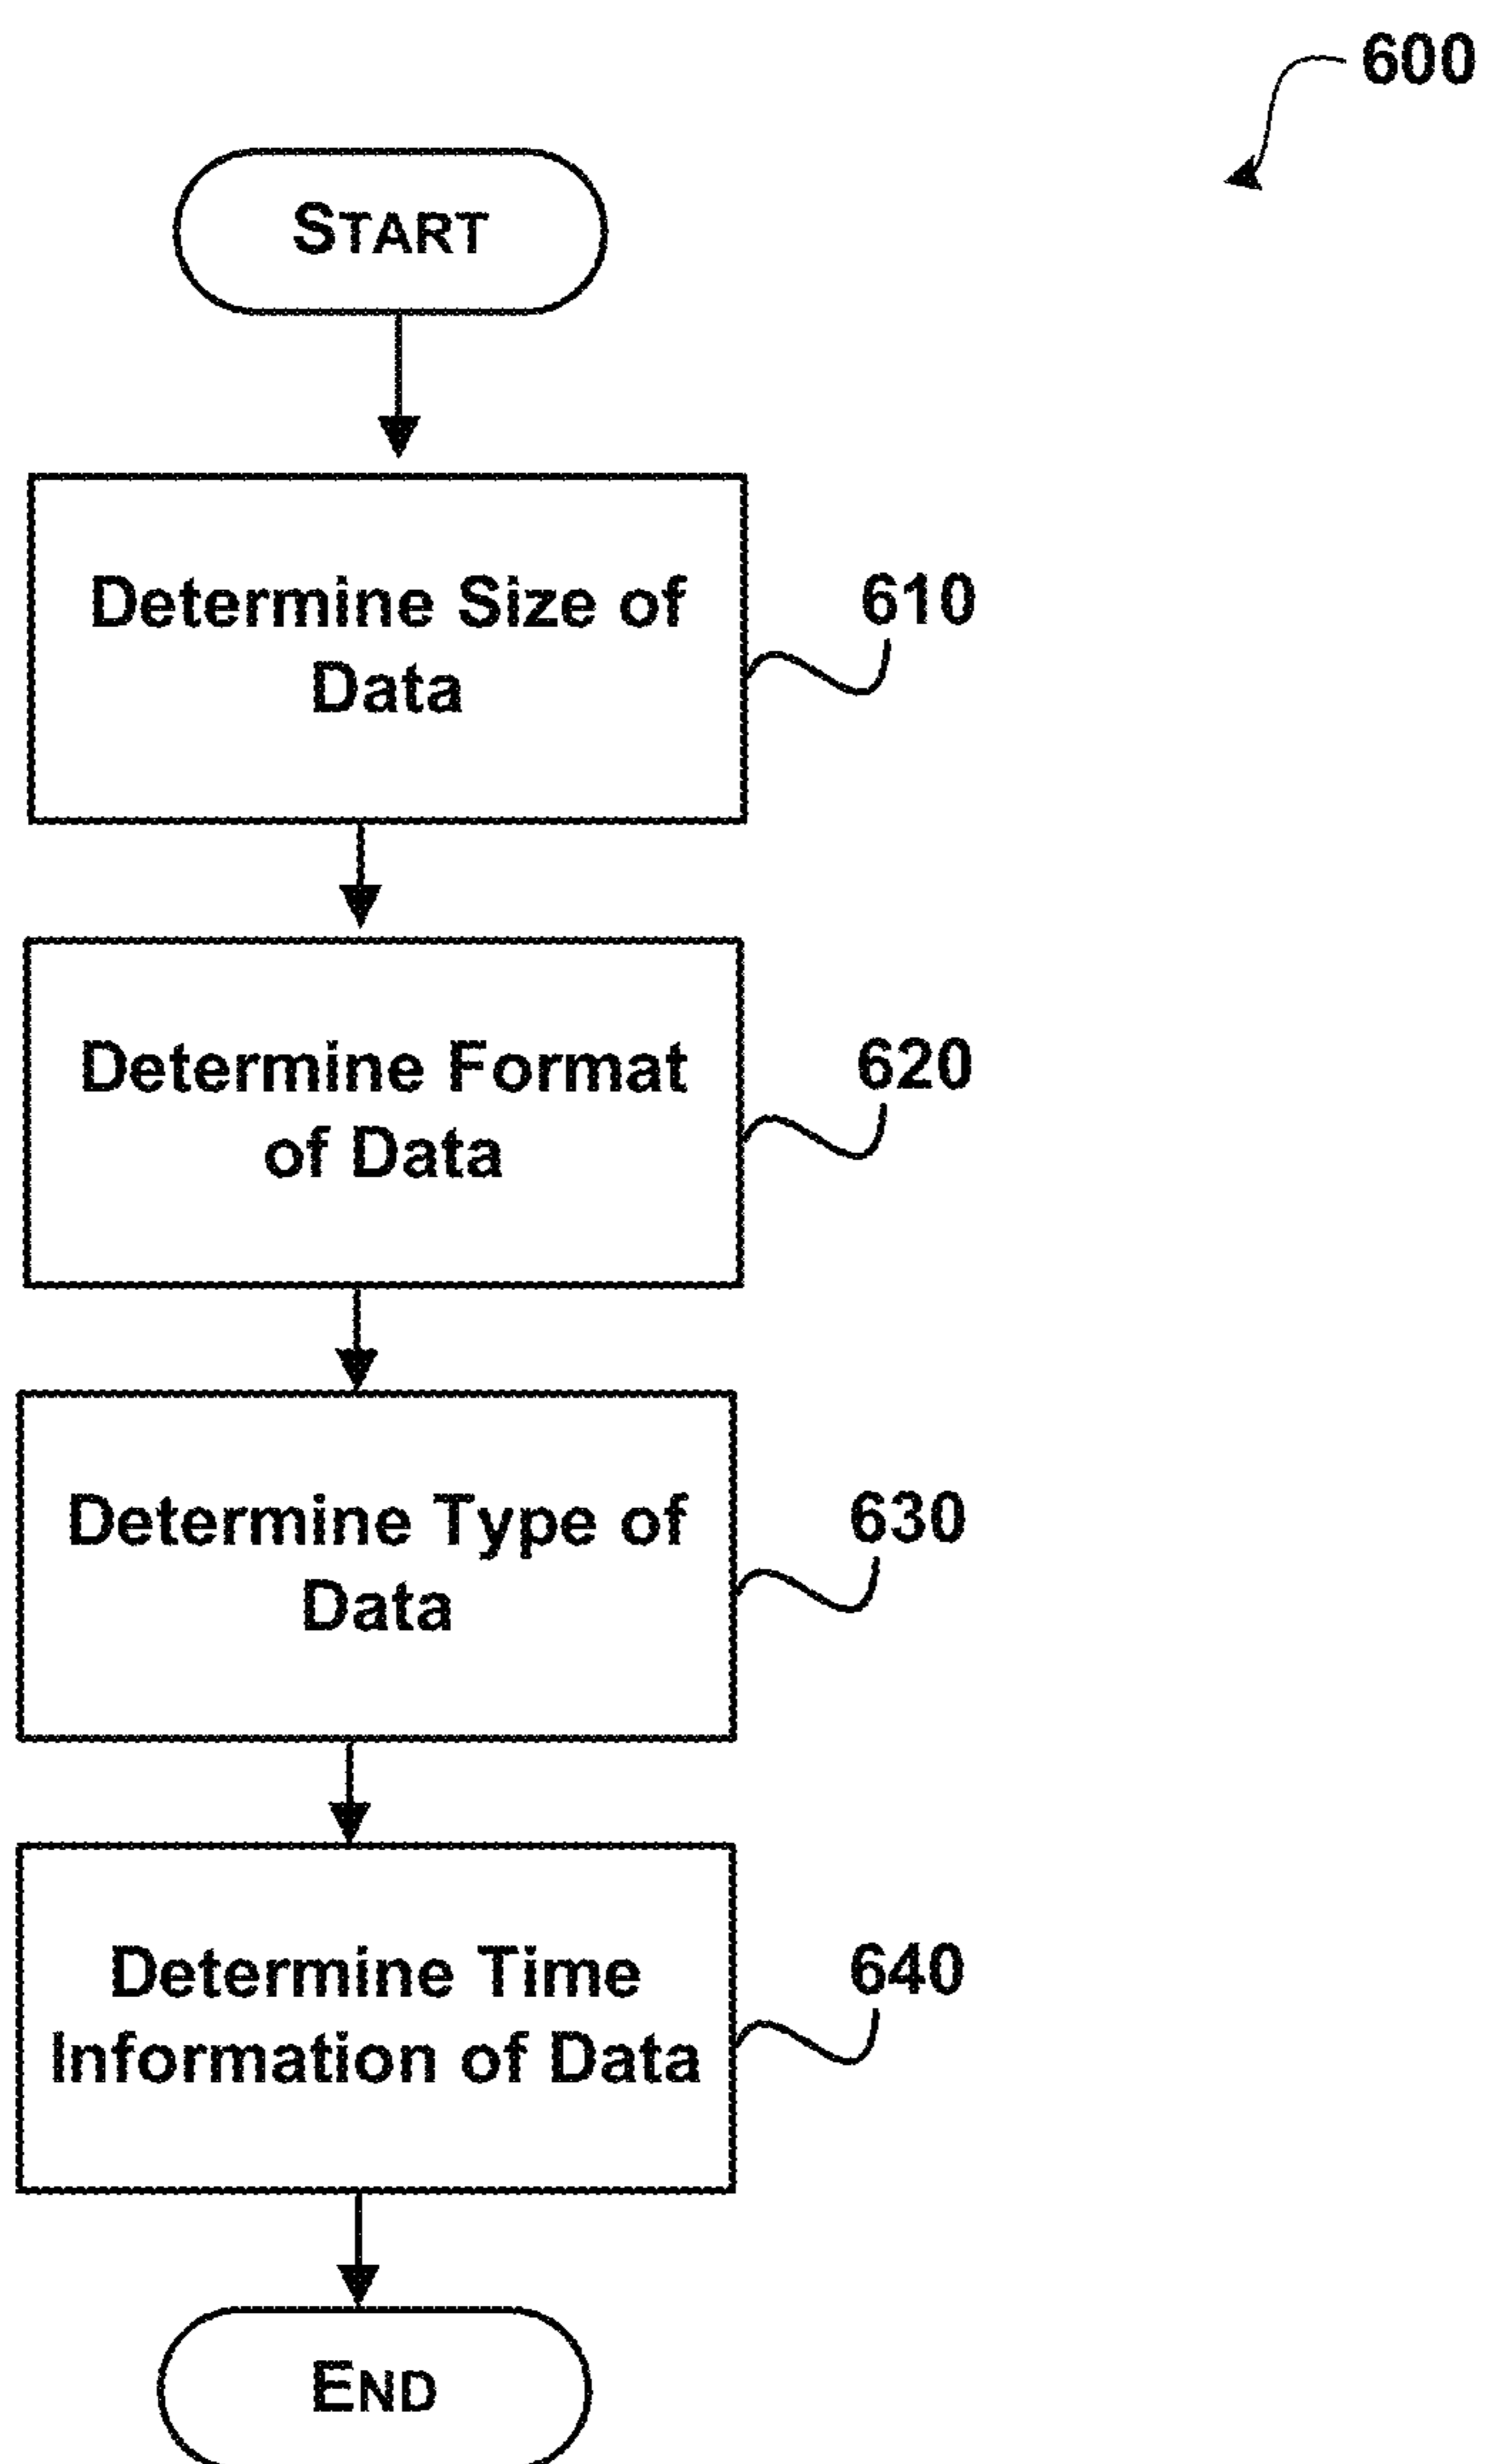 600
START
Determine Size of
Data
610
Determine Format
of Data
620
Determine Type of
Data
630
Determine Time
Information of Data
640
END